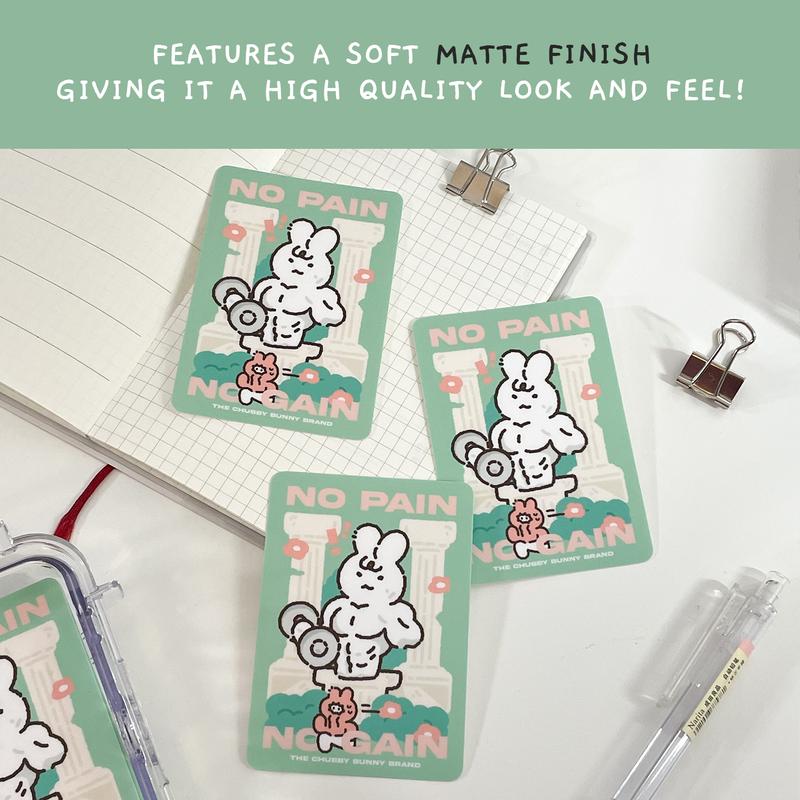 FEATURES A SOFT MATTE FINISH
GIVING IT A HIGH QUALITY LOOK AND FEEL!
NO PAIN
NO GAIN
THE CHUBBY BUNNY BRAND
NO PAIN
NO GAIN
THE CHUBBY BUNNY BRAND
NO PAIN
NO GAIN
THE CHUBBY BUNNY BRAND
AIN